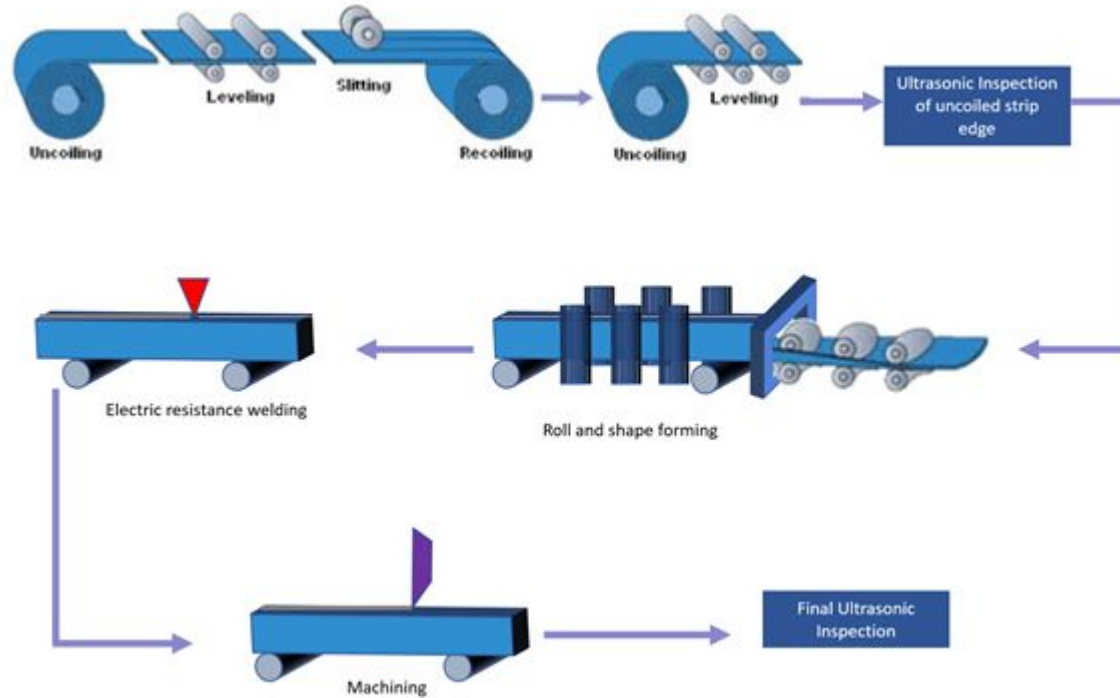 Uncoiling
Leveling
Slitting
Recoiling
Uncoiling
Leveling
Ultrasonic Inspection
of uncoiled strip
edge
Electric resistance welding
Roll and shape forming
Machining
Final Ultrasonic
Inspection